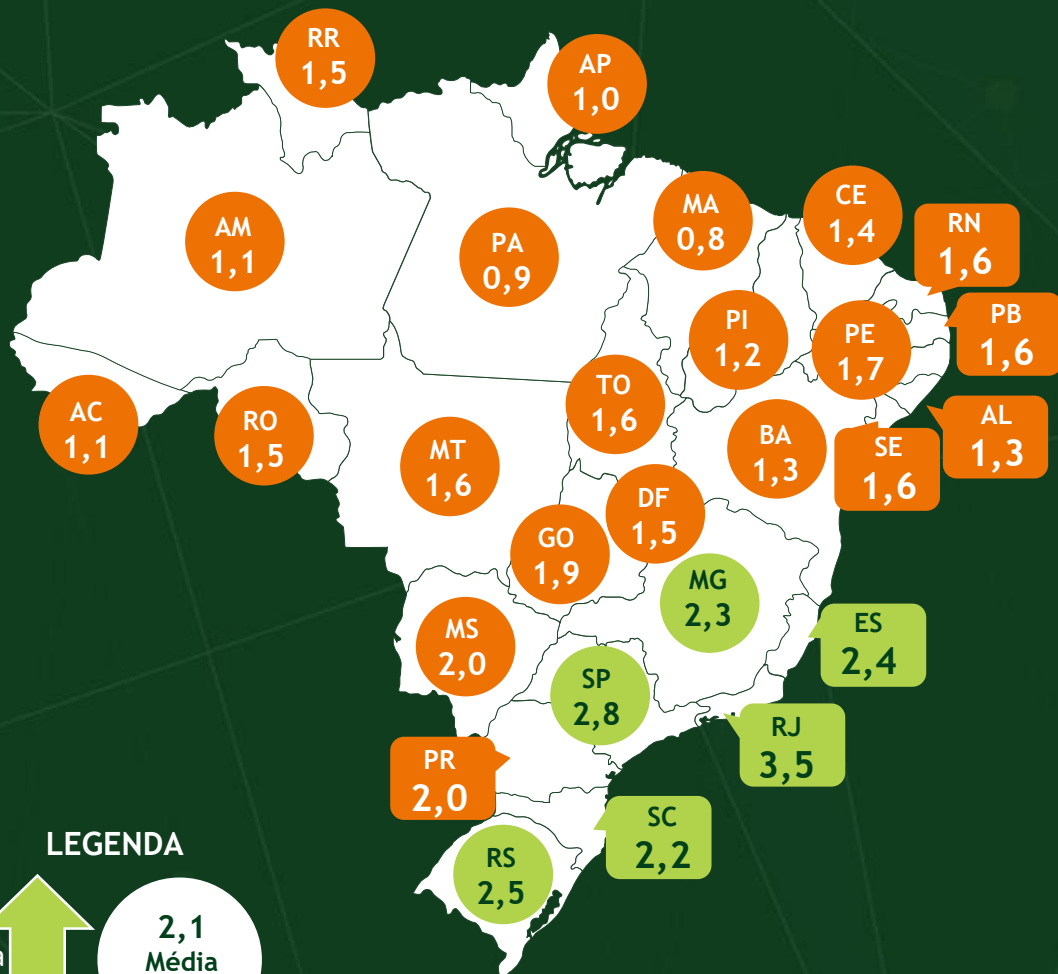 RR
1,5
AP
1,0
AM
1,1
PA
0,9
MA
0,8
CE
1,4
RN
1,6
PI
1,2
PE
1,7
PB
1,6
AC
1,1
RO
1,5
MT
1,6
TO
1,6
BA
1,3
SE
1,6
AL
1,3
DF
1,5
GO
1,9
MG
2,3
ES
2,4
MS
2,0
SP
2,8
RJ
3,5
PR
2,0
SC
2,2
RS
2,5
LEGENDA
2,1
Média